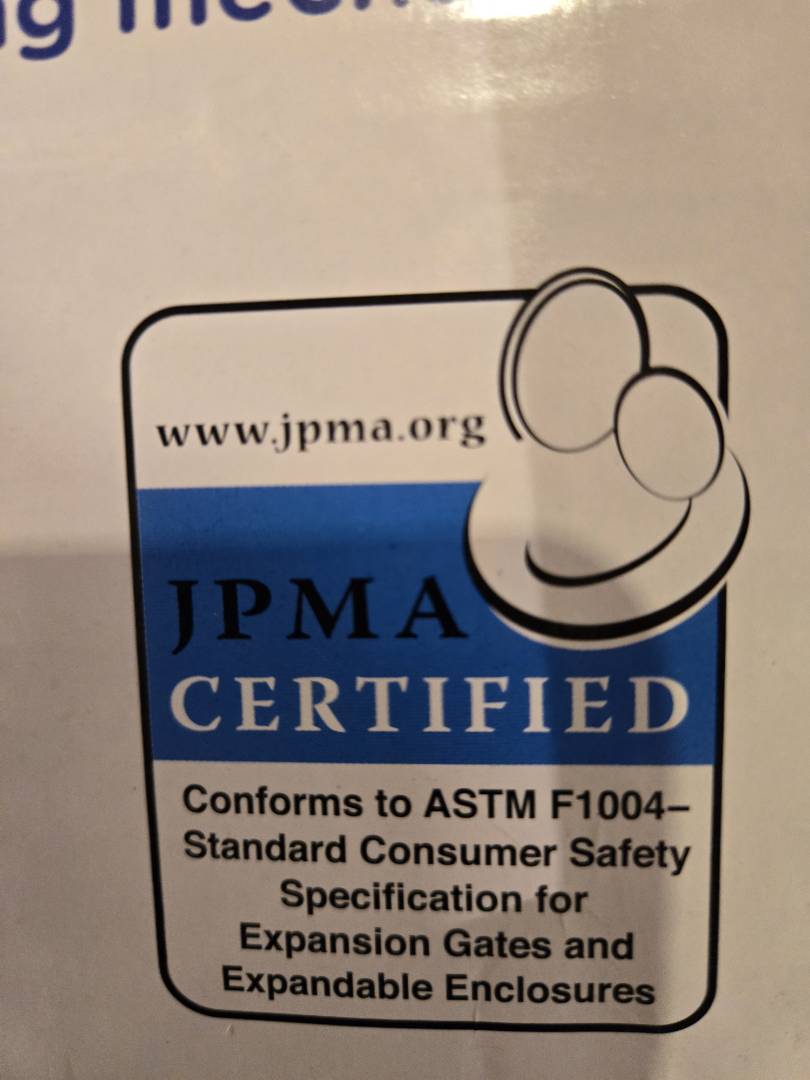 www.jpma.org
JPMA
CERTIFIED
Conforms to ASTM F1004–
Standard Consumer Safety
Specification for
Expansion Gates and
Expandable Enclosures